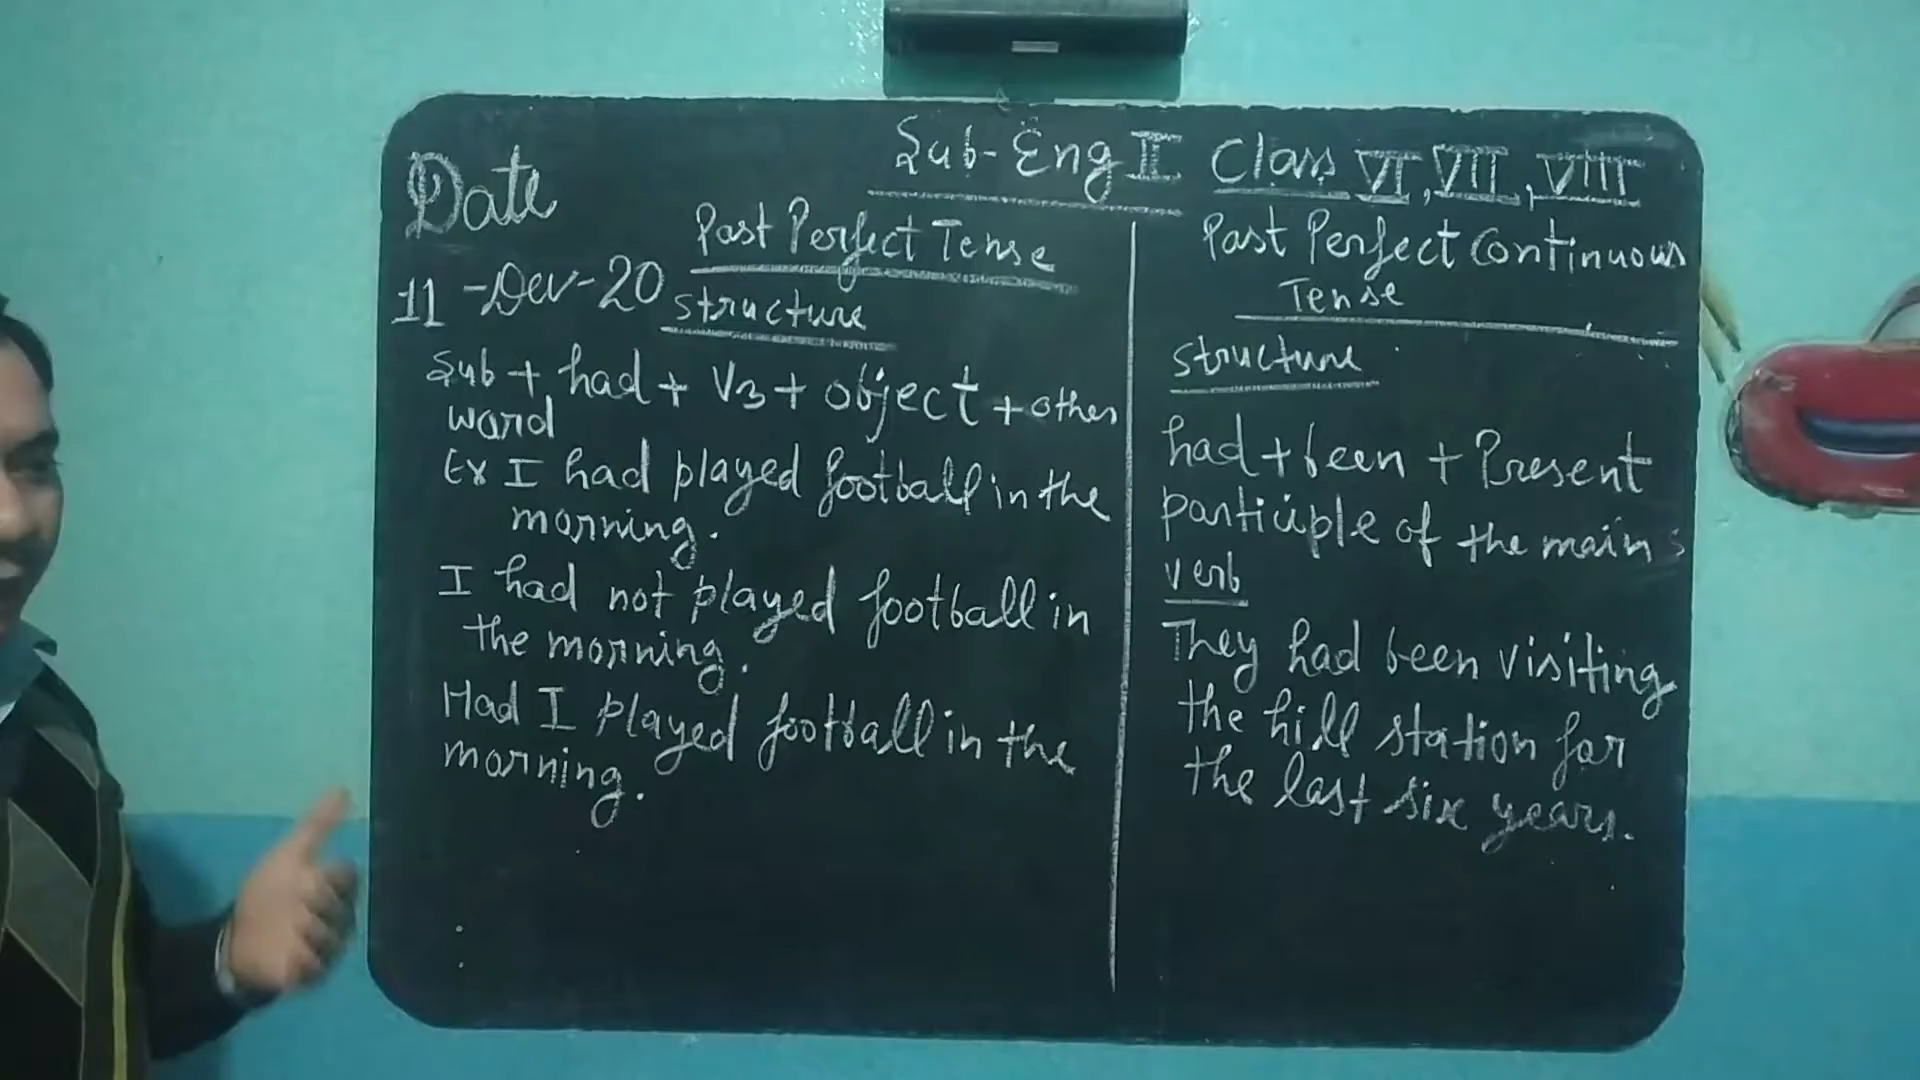 Sub-Eng II Class VI, VII, VIII
Date
11-Dev-20
Past Perfect Tense
structure
Sub + had + V3 + object + other
word
Ex I had played football in the
morning.
I had not played football in
the morning.
Had I played football in the
morning.
Past Perfect Continuous
Tense
structure
had + been + Present
participle of the main
verb
They had been visiting
the hill station for
the last six years.